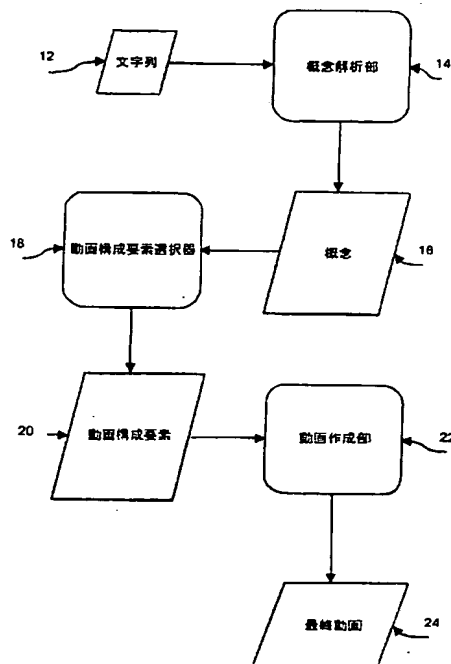 12
文字列
概念解析部
14
18
動画構成要素選択器
概念
16
20
動画構成要素
動画作成部
22
最終動画
24